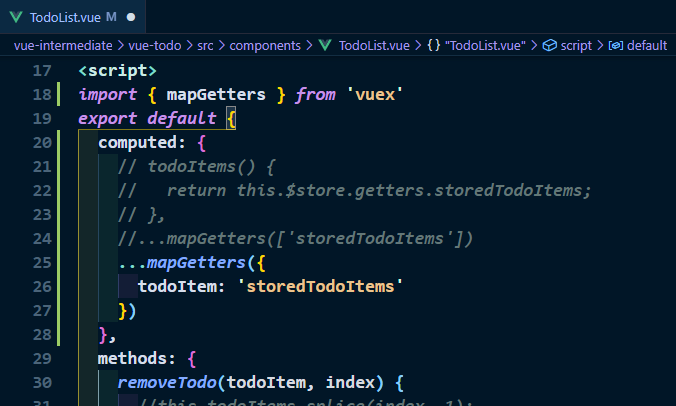 TodoList.vue M
vue-intermediate > vue-todo > src > components > TodoList.vue > {} "TodoList.vue" > script > default
17 <script>
18 import { mapGetters } from 'vuex'
19 export default {
20   computed: {
21     // todoItems() {
22     //   return this.$store.getters.storedTodoItems;
23     // },
24     //...mapGetters(['storedTodoItems'])
25     ...mapGetters({
26       todoItem: 'storedTodoItems'
27     })
28   },
29   methods: {
30     removeTodo(todoItem, index) {
31       //this.todoItems.splice(index, 1);